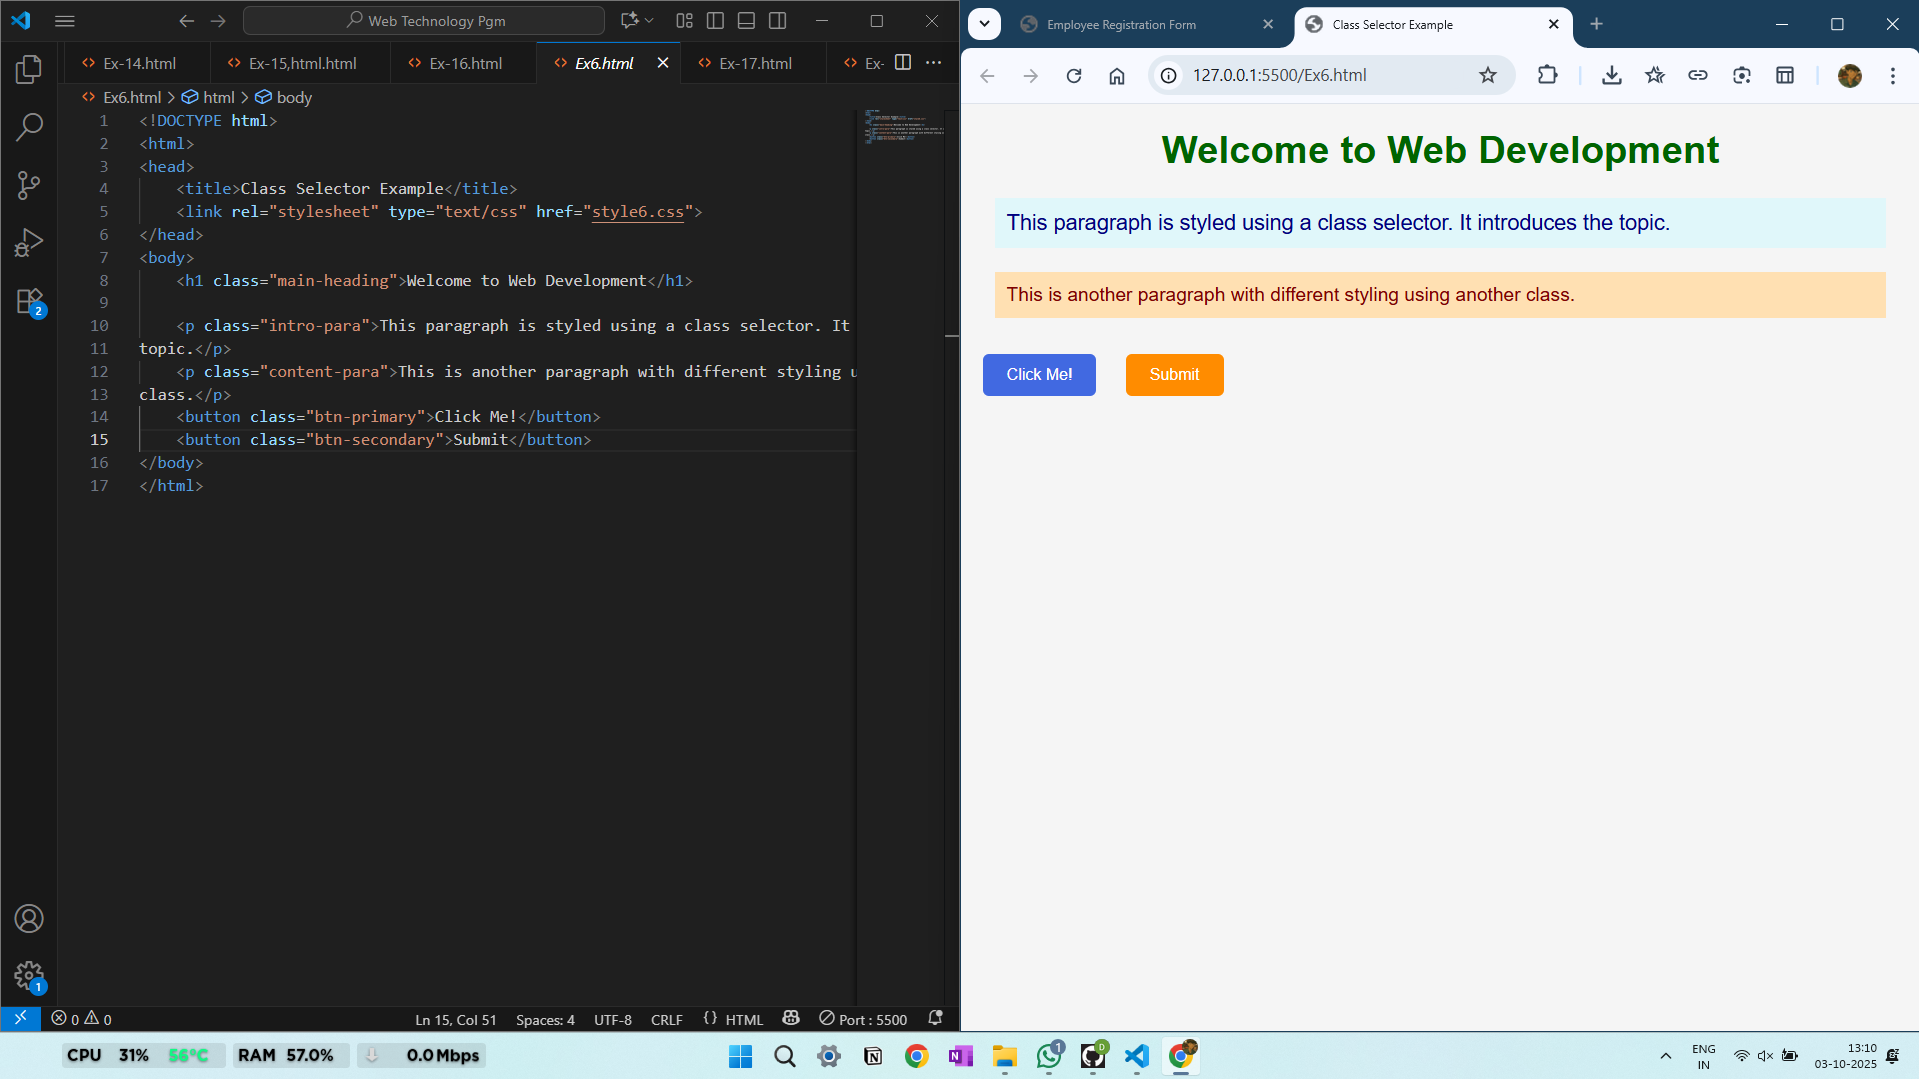 Web Technology Pgm
Ex-14.html
Ex-15,html.html
Ex-16.html
Ex6.html
Ex-17.html
Ex-
Ex6.html > html > body
1 <!DOCTYPE html>
2 <html>
3 <head>
4 <title>Class Selector Example</title>
5 <link rel="stylesheet" type="text/css" href="style6.css">
6 </head>
7 <body>
8 <h1 class="main-heading">Welcome to Web Development</h1>
9
10 <p class="intro-para">This paragraph is styled using a class selector. It
11 topic.</p>
12 <p class="content-para">This is another paragraph with different styling u
13 class.</p>
14 <button class="btn-primary">Click Me!</button>
15 <button class="btn-secondary">Submit</button>
16 </body>
17 </html>
2
1
0 0
Ln 15, Col 51
Spaces: 4
UTF-8
CRLF
{} HTML
Port : 5500
Employee Registration Form
Class Selector Example
127.0.0.1:5500/Ex6.html
Welcome to Web Development
This paragraph is styled using a class selector. It introduces the topic.
This is another paragraph with different styling using another class.
Click Me!
Submit
CPU 31% 56°C
RAM 57.0%
0.0 Mbps
N
N
1
D
ENG
IN
13:10
03-10-2025